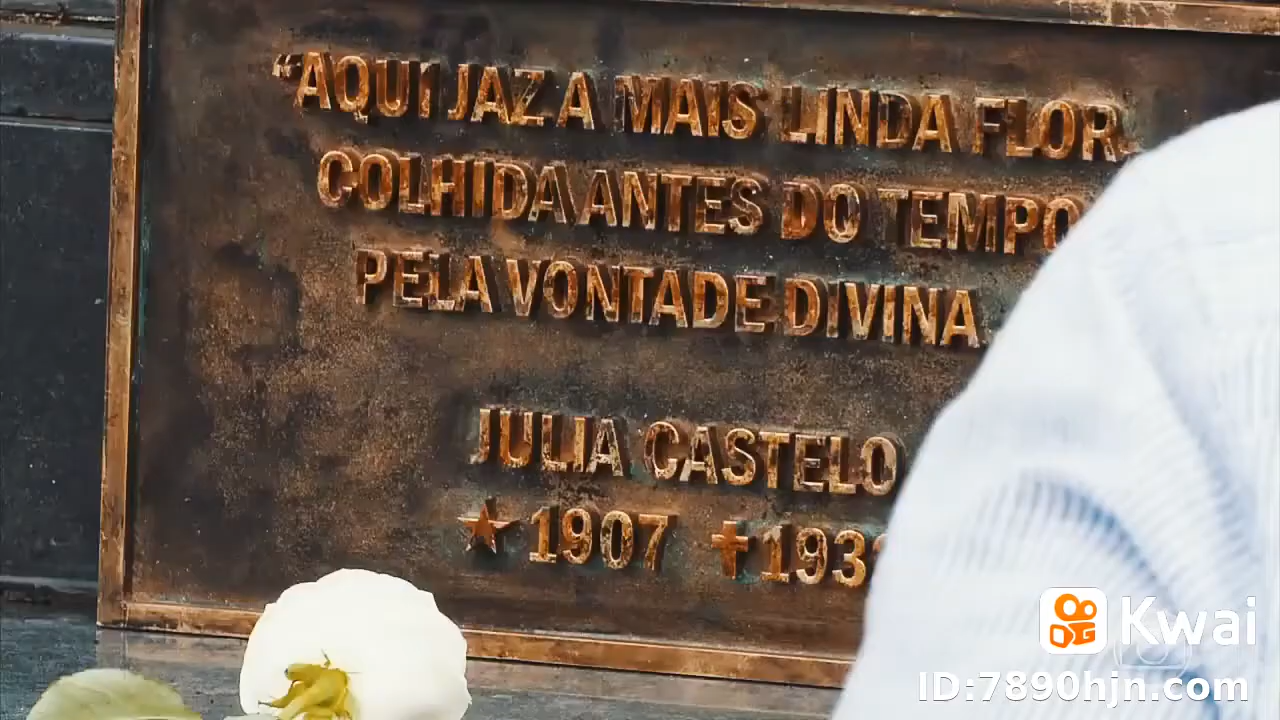 “AQUI JAZ A MAIS LINDA FLOR
COLHIDA ANTES DO TEMPO
PELA VONTADE DIVINA
JULIA CASTELO
★ 1907 ✝ 193
Kwai
ID:7890hjn.com